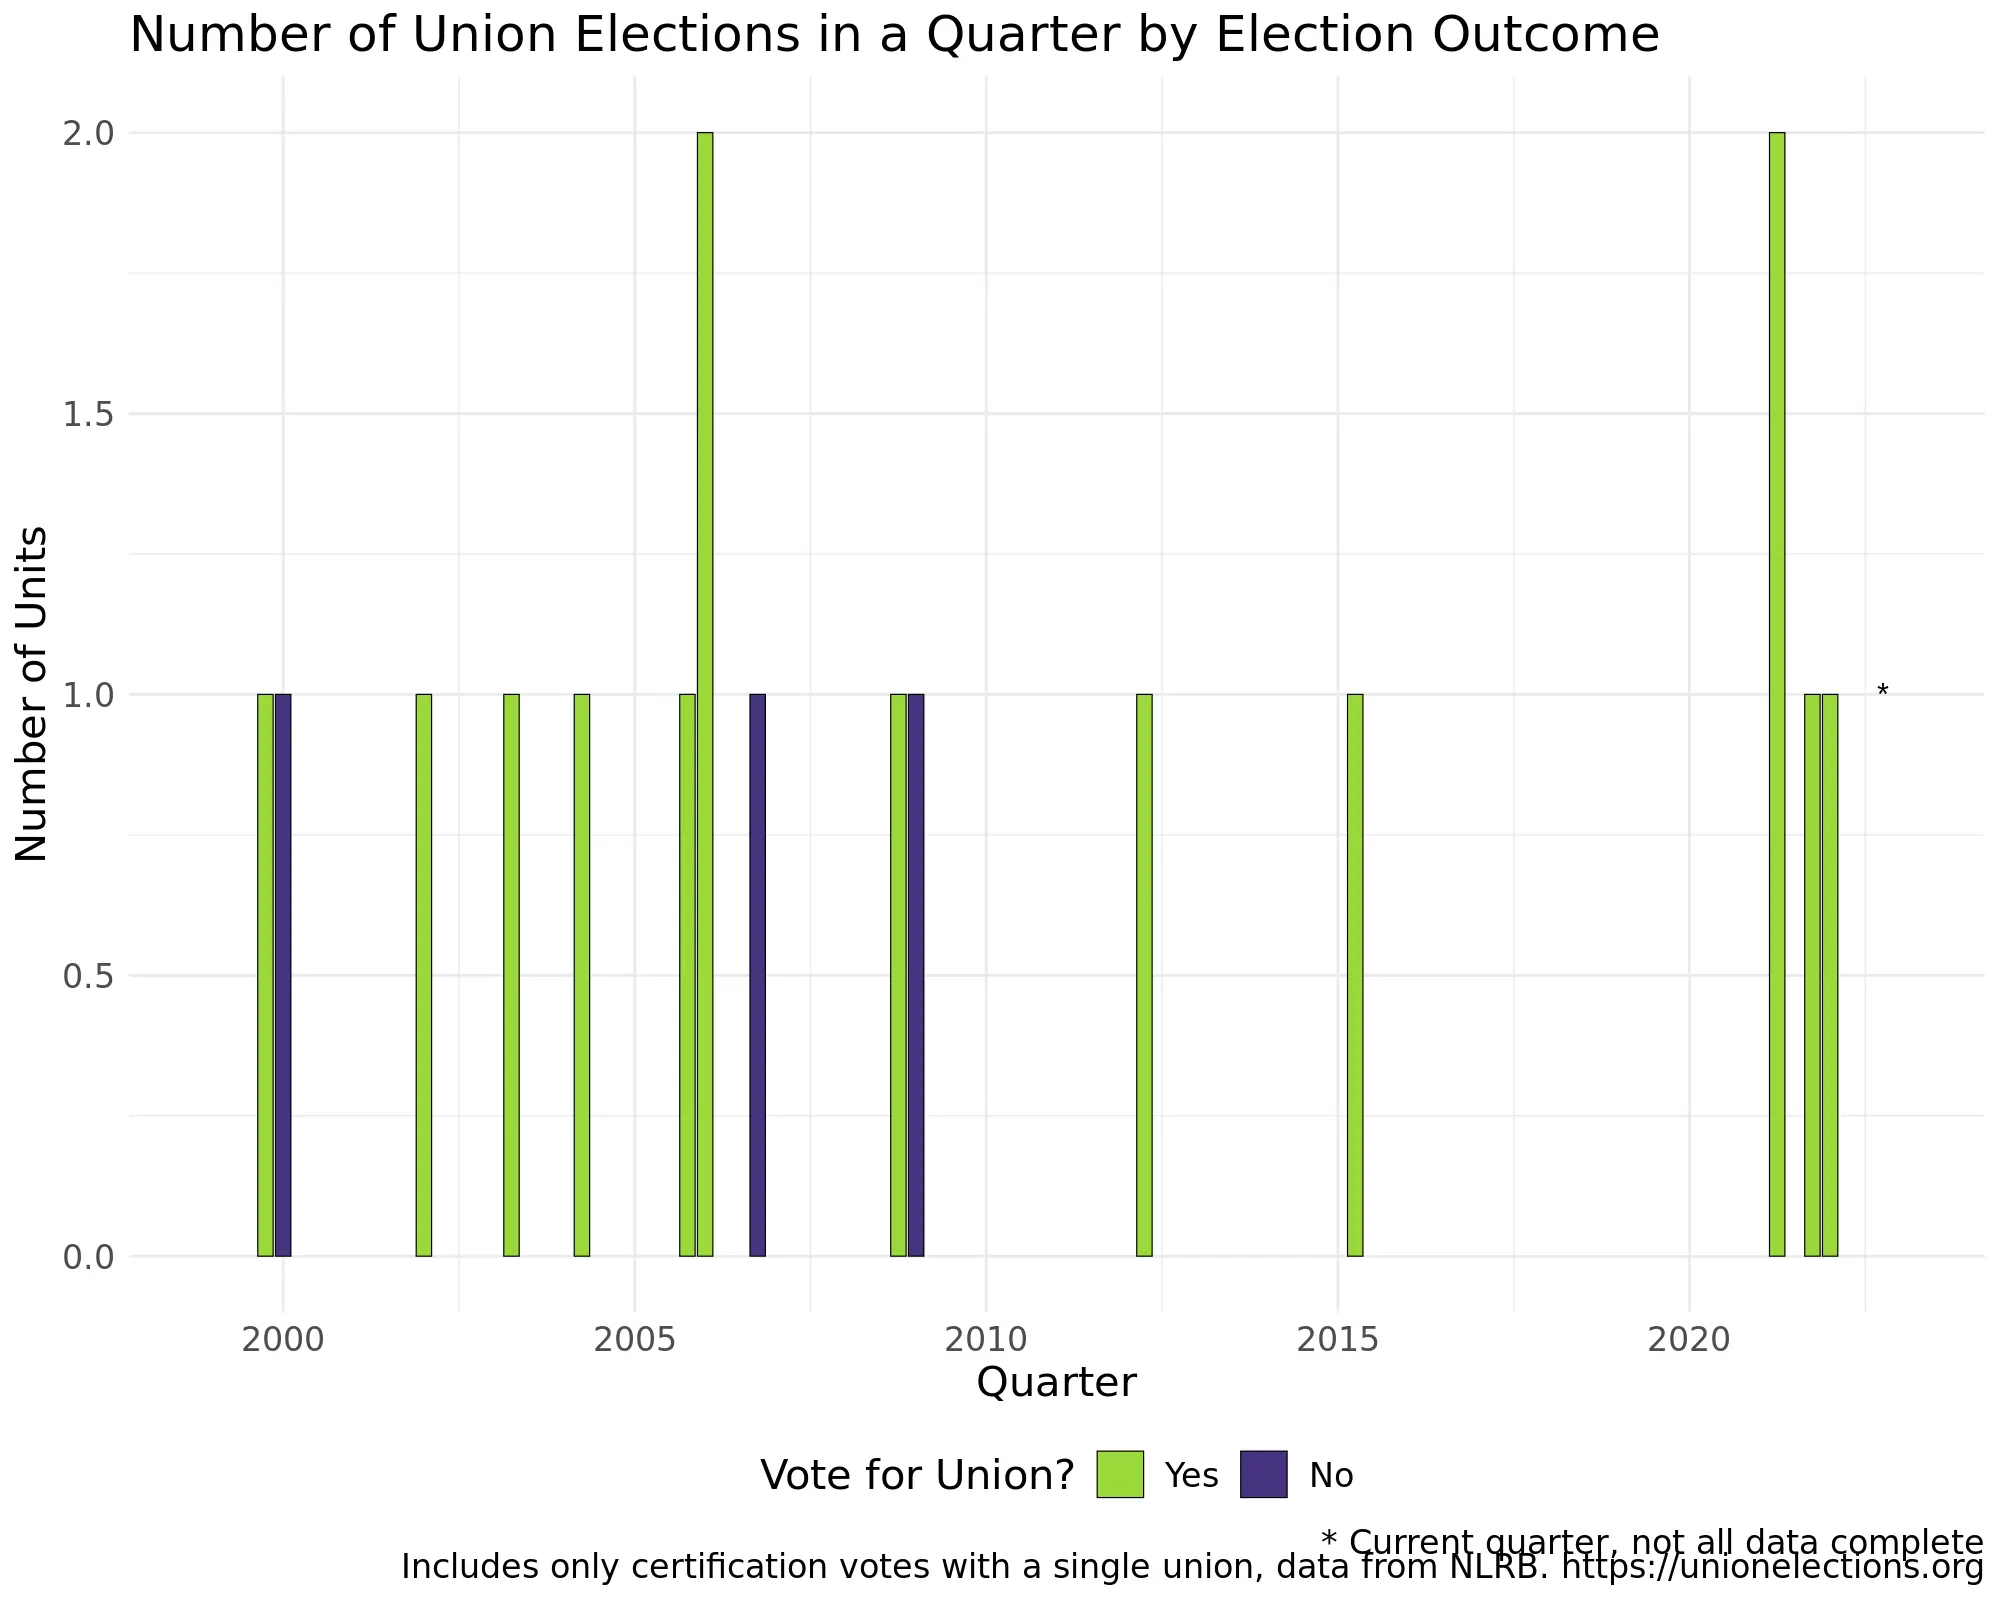 Number of Union Elections in a Quarter by Election Outcome
Number of Units
2.0
1.5
1.0
0.5
0.0
*
2000 2005 2010 2015 2020
Quarter
Vote for Union? Yes No
* Current quarter, not all data complete
Includes only certification votes with a single union, data from NLRB. https://unionelections.org